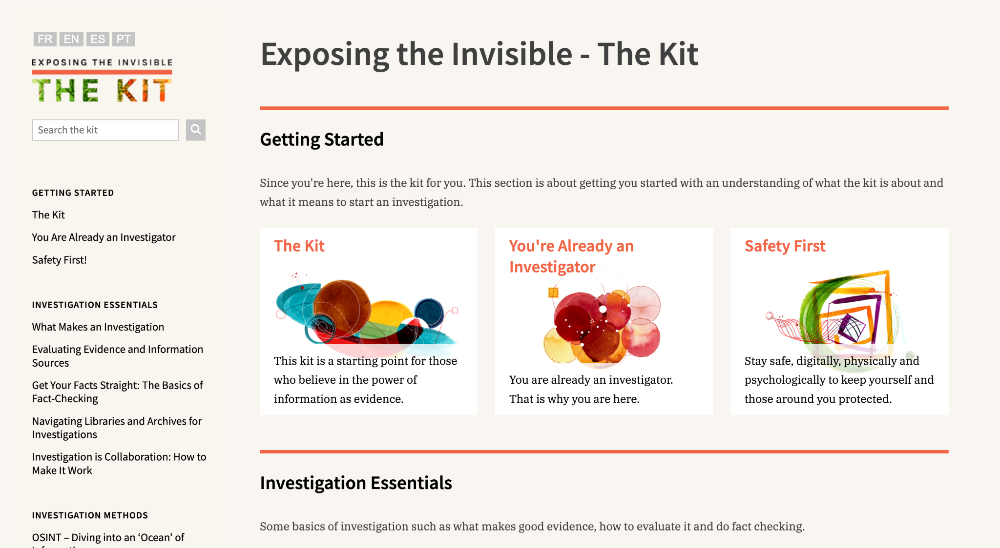 FR EN ES PT
EXPOSING THE INVISIBLE
THE KIT
Search the kit
GETTING STARTED
The Kit
You Are Already an Investigator
Safety First!
INVESTIGATION ESSENTIALS
What Makes an Investigation
Evaluating Evidence and Information
Sources
Get Your Facts Straight: The Basics of
Fact-Checking
Navigating Libraries and Archives for
Investigations
Investigation is Collaboration: How to
Make It Work
INVESTIGATION METHODS
OSINT – Diving into an ‘Ocean’ of
Exposing the Invisible - The Kit
Getting Started
Since you're here, this is the kit for you. This section is about getting you started with an understanding of what the kit is about and
what it means to start an investigation.
The Kit
This kit is a starting point for those
who believe in the power of
information as evidence.
You're Already an
Investigator
You are already an investigator.
That is why you are here.
Safety First
Stay safe, digitally, physically and
psychologically to keep yourself and
those around you protected.
Investigation Essentials
Some basics of investigation such as what makes good evidence, how to evaluate it and do fact checking.